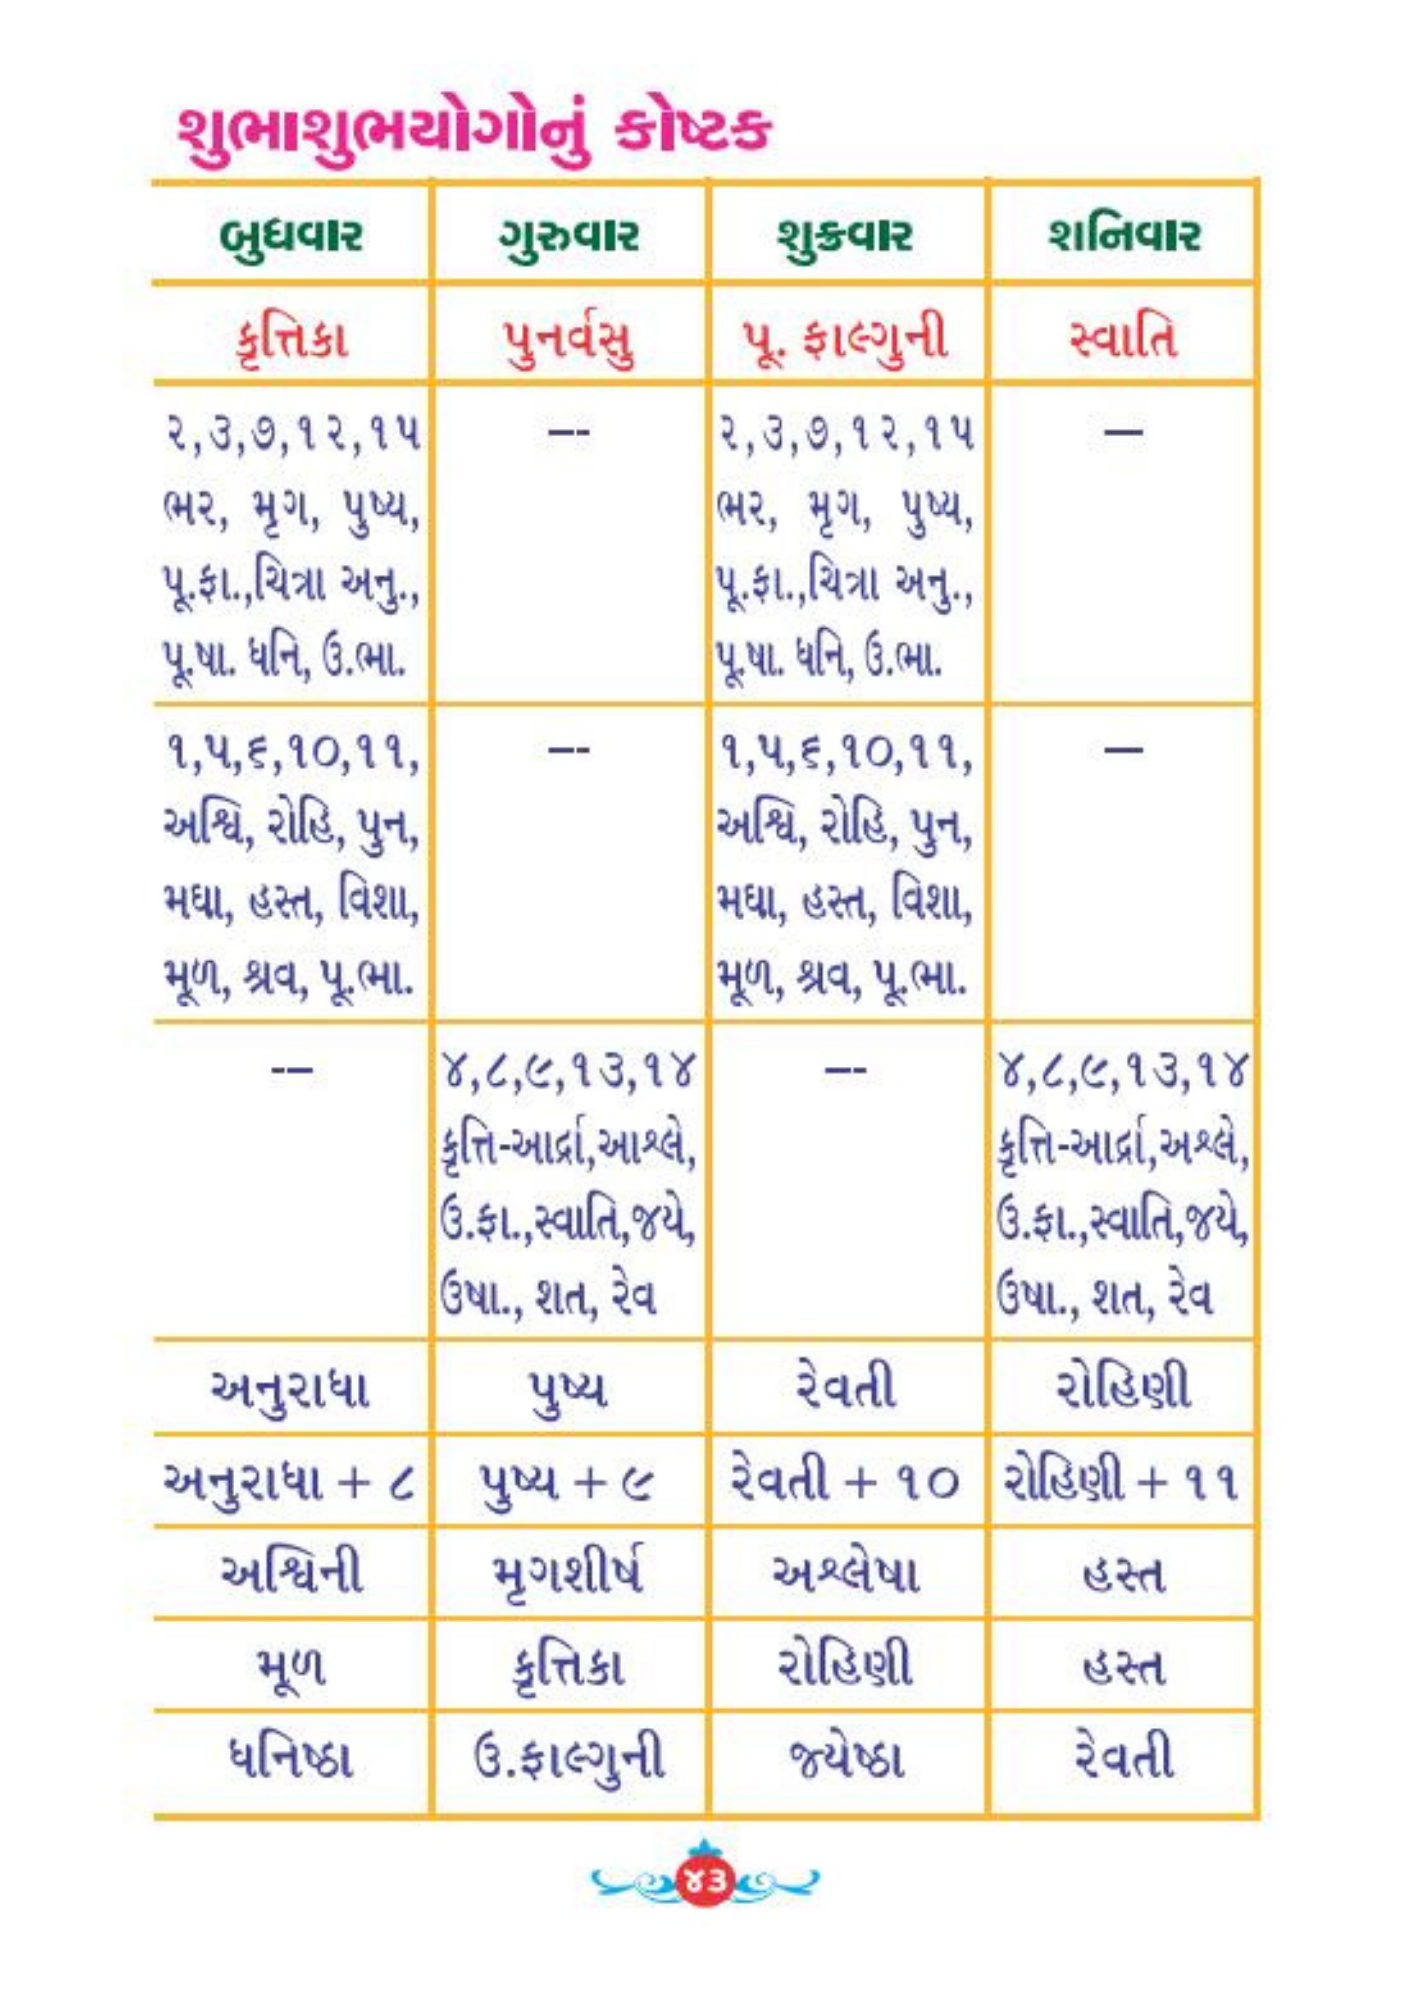 શુભાશુભયોગોનું કોષ્ટક
બુધવાર ગુરુવાર શુક્રવાર શનિવાર
કૃત્તિકા પુનર્વસુ પૂ. ફાલ્ગુની સ્વાતિ
૨,૩,૭,૧૨,૧૫ –- ૨,૩,૭,૧૨,૧૫ —
ભર, મૃગ, પુષ્ય, ભર, મૃગ, પુષ્ય,
પૂ.ફા.,ચિત્રા અનુ., પૂ.ફા.,ચિત્રા અનુ.,
પૂ.ષા. ધનિ, ઉ.ભા. પૂ.ષા. ધનિ, ઉ.ભા.
૧,૫,૬,૧૦,૧૧, –- ૧,૫,૬,૧૦,૧૧, —
અશ્વિ, રોહિ, પુન, અશ્વિ, રોહિ, પુન,
મઘા, હસ્ત, વિશા, મઘા, હસ્ત, વિશા,
મૂળ, શ્રવ, પૂ.ભા. મૂળ, શ્રવ, પૂ.ભા.
-– ૪,૮,૯,૧૩,૧૪ –- ૪,૮,૯,૧૩,૧૪
કૃત્તિ-આર્દ્રા,આશ્લે, કૃત્તિ-આર્દ્રા,અશ્લે,
ઉ.ફા.,સ્વાતિ,જયે, ઉ.ફા.,સ્વાતિ,જયે,
ઉષા., શત, રેવ ઉષા., શત, રેવ
અનુરાધા પુષ્ય રેવતી રોહિણી
અનુરાધા + ૮ પુષ્ય + ૯ રેવતી + ૧૦ રોહિણી + ૧૧
અશ્વિની મૃગશીર્ષ અશ્લેષા હસ્ત
મૂળ કૃત્તિકા રોહિણી હસ્ત
ધનિષ્ઠા ઉ.ફાલ્ગુની જ્યેષ્ઠા રેવતી
૪૩